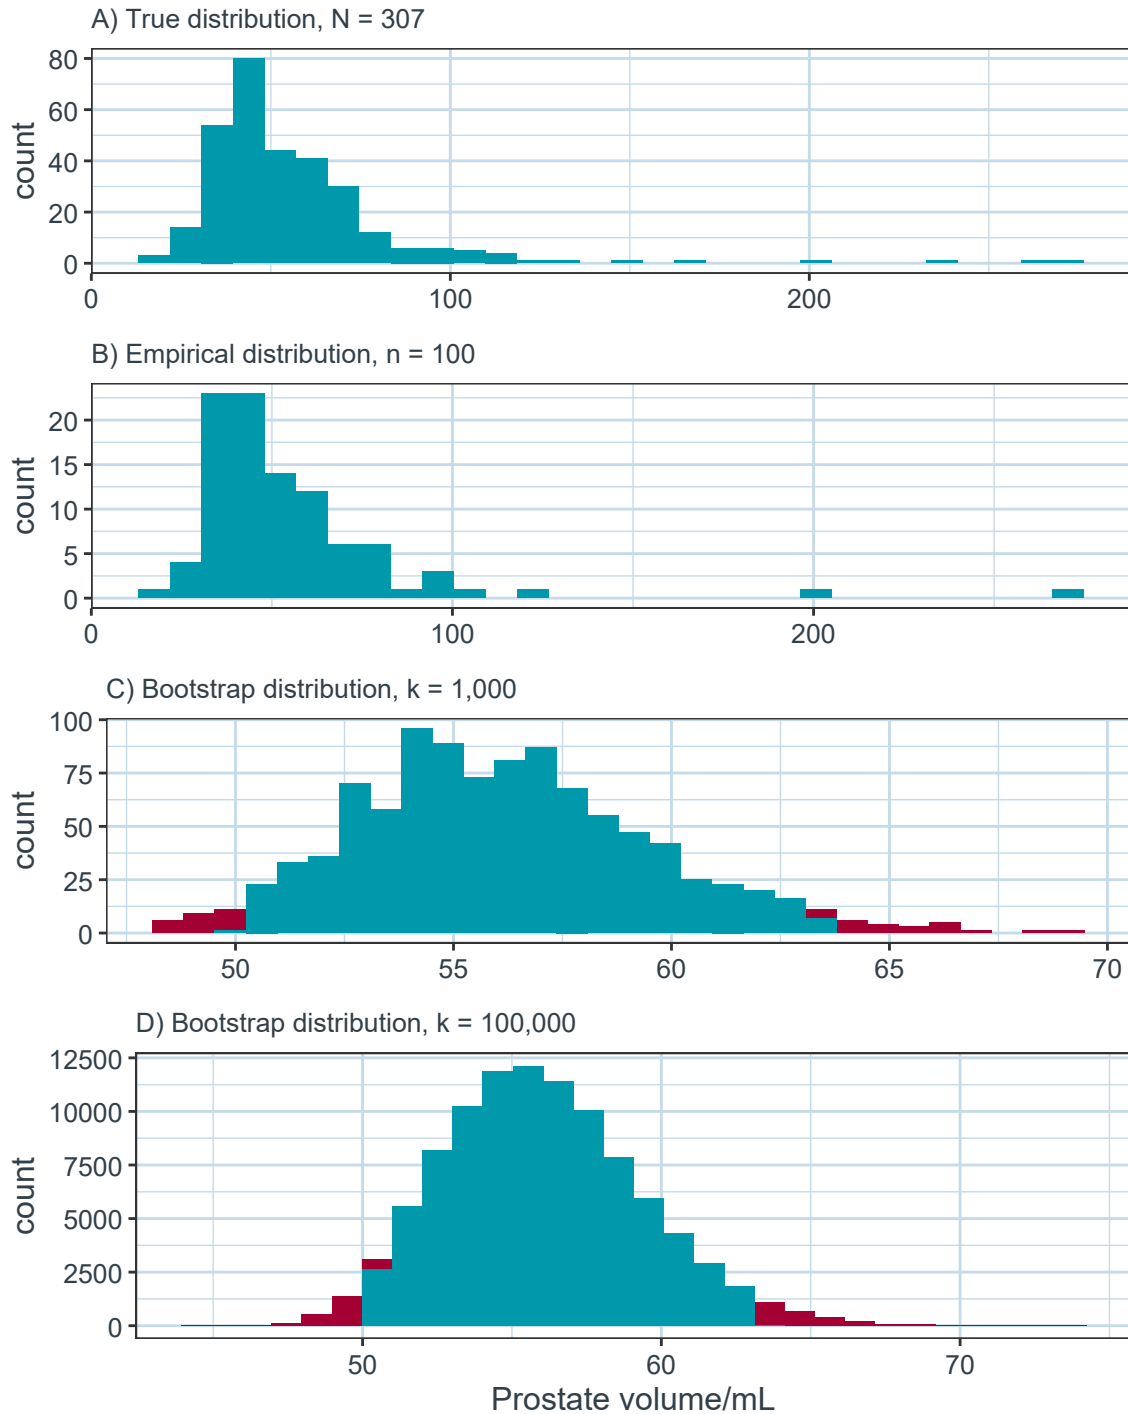 A) True distribution, N = 307
count
80
60
40
20
0
0 100 200
B) Empirical distribution, n = 100
count
20
15
10
5
0
0 100 200
C) Bootstrap distribution, k = 1,000
count
100
75
50
25
0
50 55 60 65 70
D) Bootstrap distribution, k = 100,000
count
12500
10000
7500
5000
2500
0
50 60 70
Prostate volume/mL